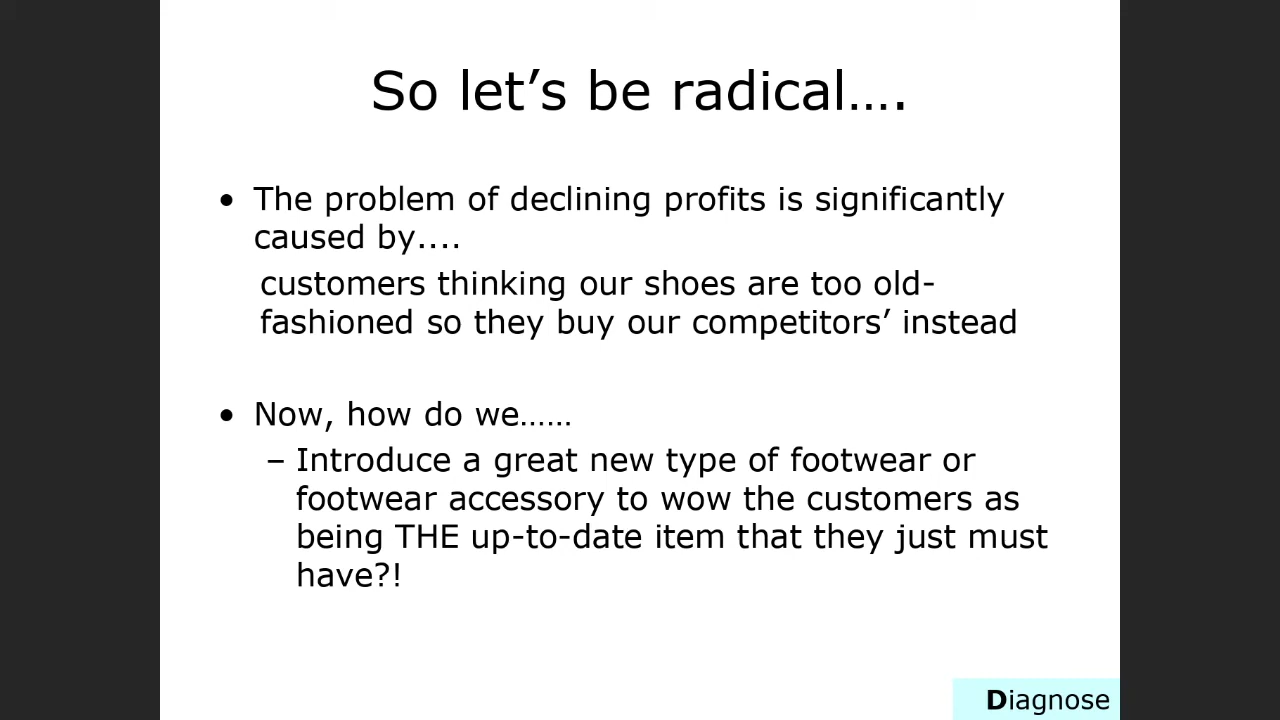 So let’s be radical….
• The problem of declining profits is significantly
caused by....
customers thinking our shoes are too old-
fashioned so they buy our competitors’ instead
• Now, how do we……
– Introduce a great new type of footwear or
footwear accessory to wow the customers as
being THE up-to-date item that they just must
have?!
Diagnose